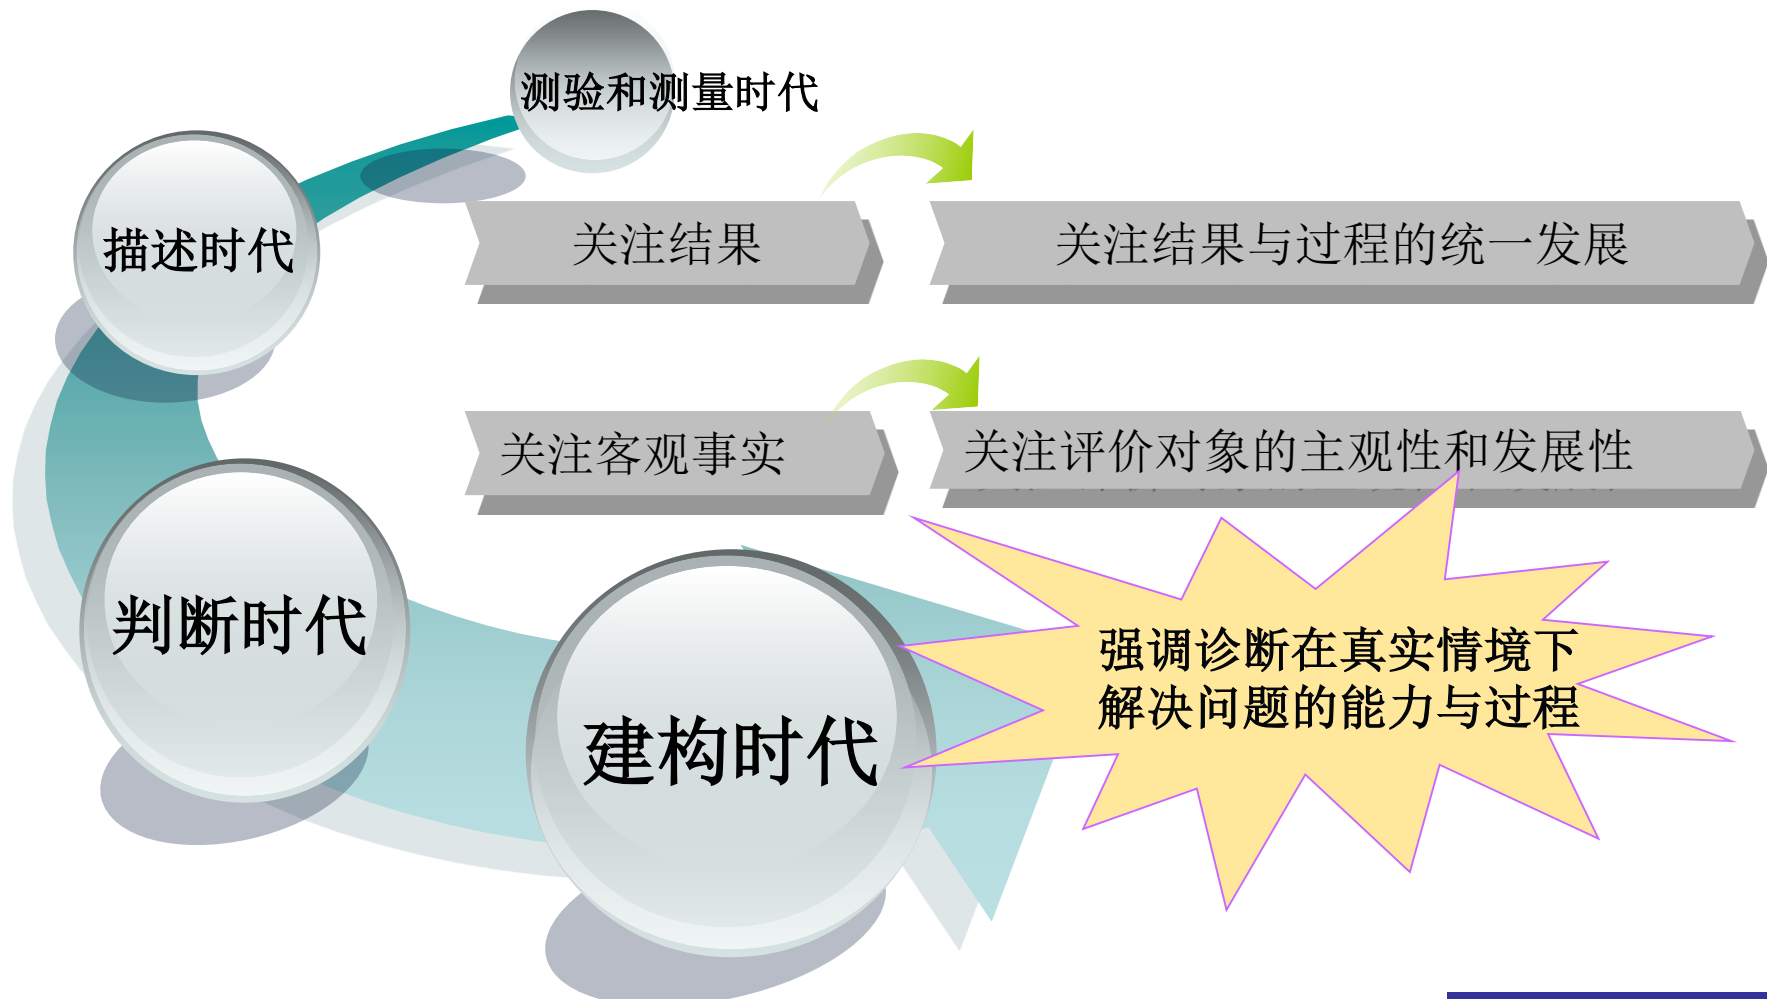 测验和测量时代
描述时代
关注结果
关注结果与过程的统一发展
关注客观事实
关注评价对象的主观性和发展性
判断时代
强调诊断在真实情境下
解决问题的能力与过程
建构时代